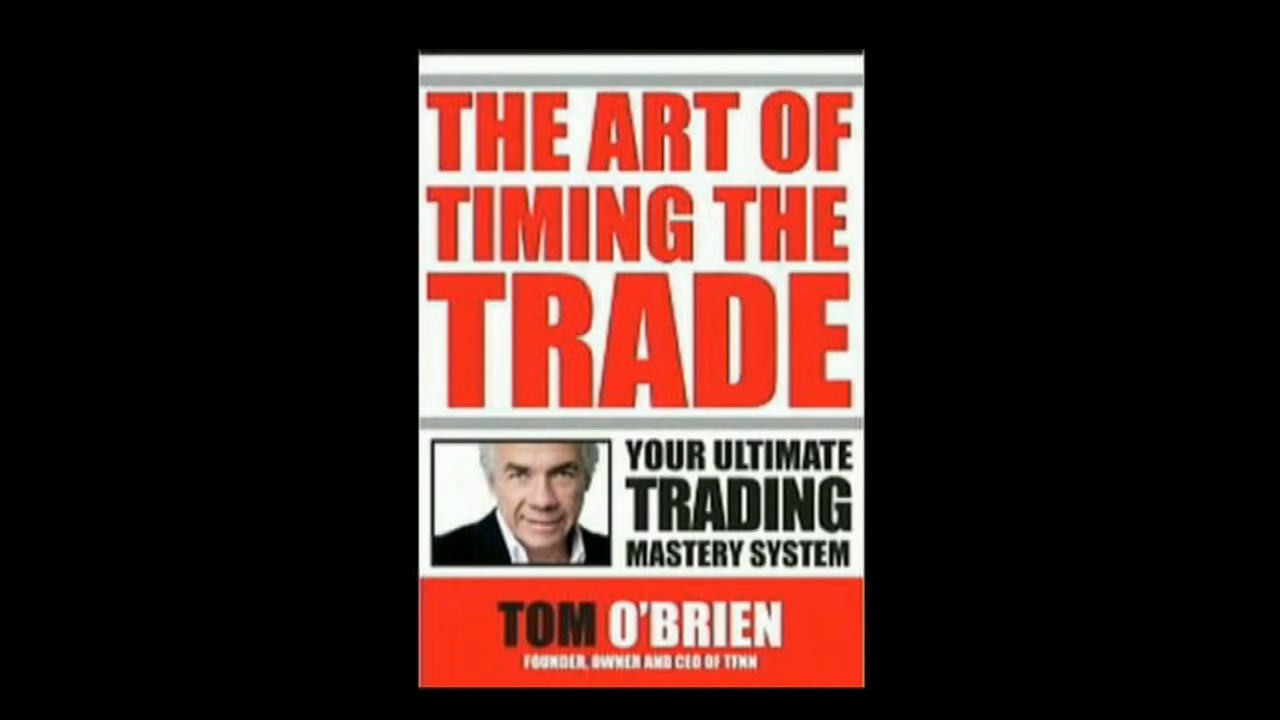 THE ART OF
TIMING THE
TRADE
YOUR ULTIMATE
TRADING
MASTERY SYSTEM
TOM O'BRIEN
FOUNDER, OWNER AND CEO OF TFNN